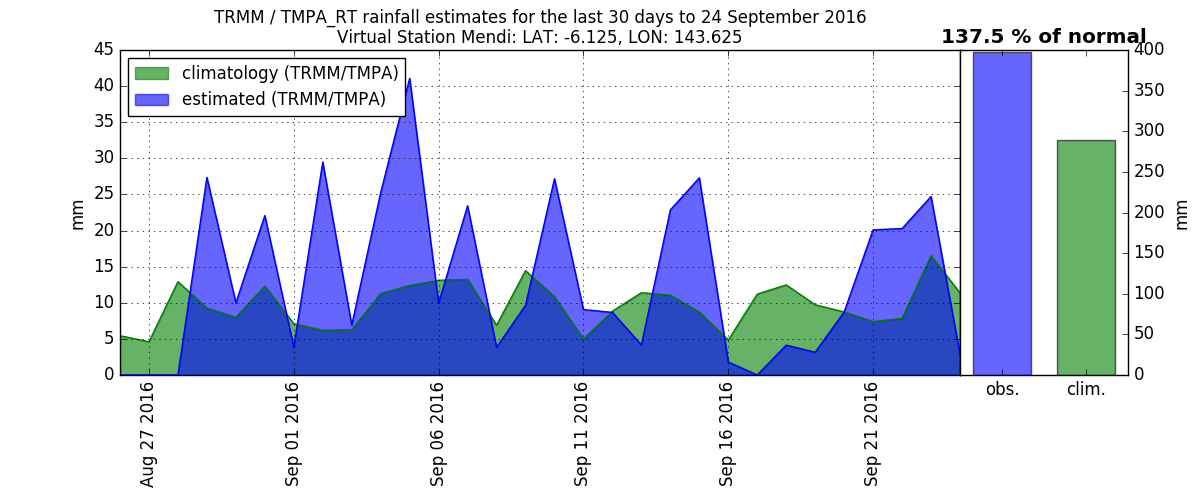 TRMM / TMPA_RT rainfall estimates for the last 30 days to 24 September 2016
Virtual Station Mendi: LAT: -6.125, LON: 143.625
137.5 % of normal
climatology (TRMM/TMPA)
estimated (TRMM/TMPA)
mm
45
40
35
30
25
20
15
10
5
0
Aug 27 2016
Sep 01 2016
Sep 06 2016
Sep 11 2016
Sep 16 2016
Sep 21 2016
400
350
300
250
200
150
100
50
0
mm
obs.
clim.